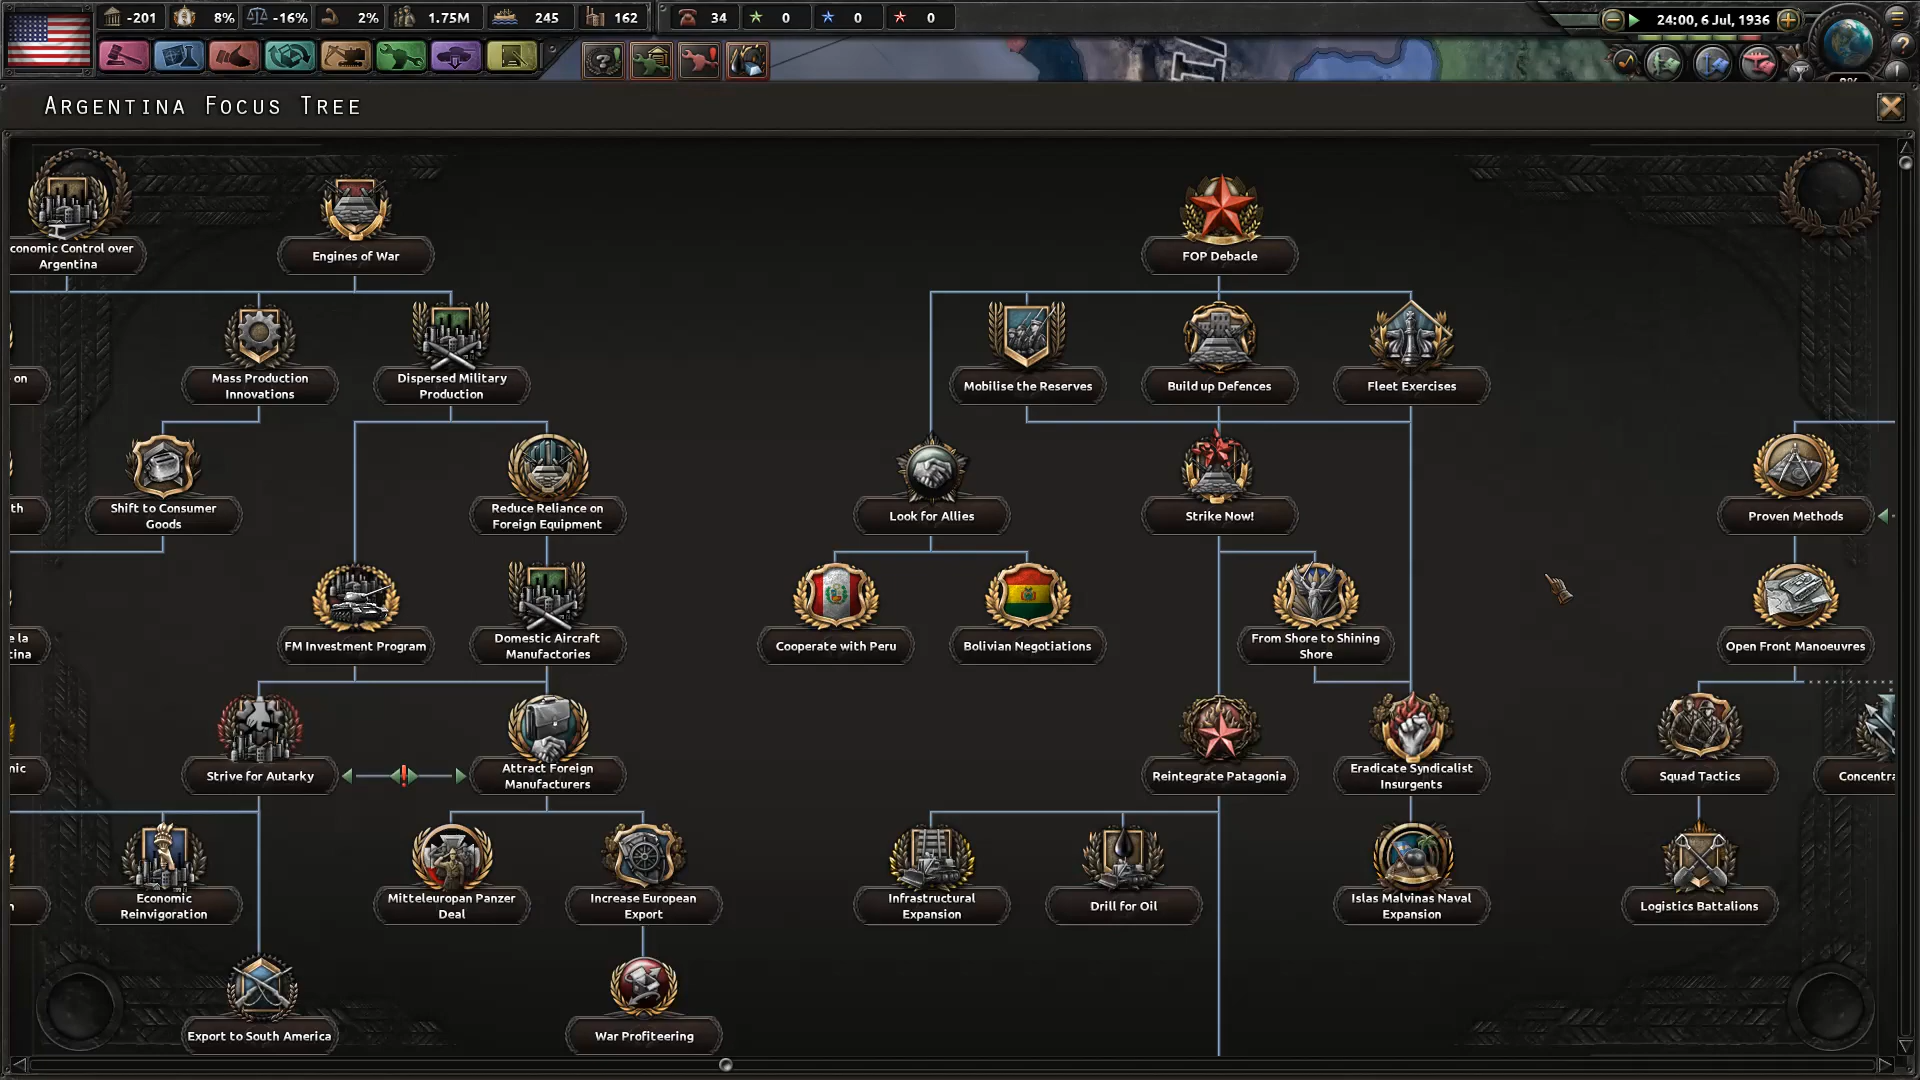 -201 8% -16% 2% 1.75M 245 162 34 0 0 0 24:00, 6 Jul, 1936
ARGENTINA FOCUS TREE
conomic Control over
Argentina
Engines of War
FOP Debacle
on
Mass Production
Innovations
Dispersed Military
Production
Mobilise the Reserves
Build up Defences
Fleet Exercises
th
Shift to Consumer
Goods
Reduce Reliance on
Foreign Equipment
Look for Allies
Strike Now!
Proven Methods
e la
tina
FM Investment Program
Domestic Aircraft
Manufactories
Cooperate with Peru
Bolivian Negotiations
From Shore to Shining
Shore
Open Front Manoeuvres
nic
Strive for Autarky
Attract Foreign
Manufacturers
Reintegrate Patagonia
Eradicate Syndicalist
Insurgents
Squad Tactics
Concentra
Economic
Reinvigoration
Mitteleuropan Panzer
Deal
Increase European
Export
Infrastructural
Expansion
Drill for Oil
Islas Malvinas Naval
Expansion
Logistics Battalions
Export to South America
War Profiteering